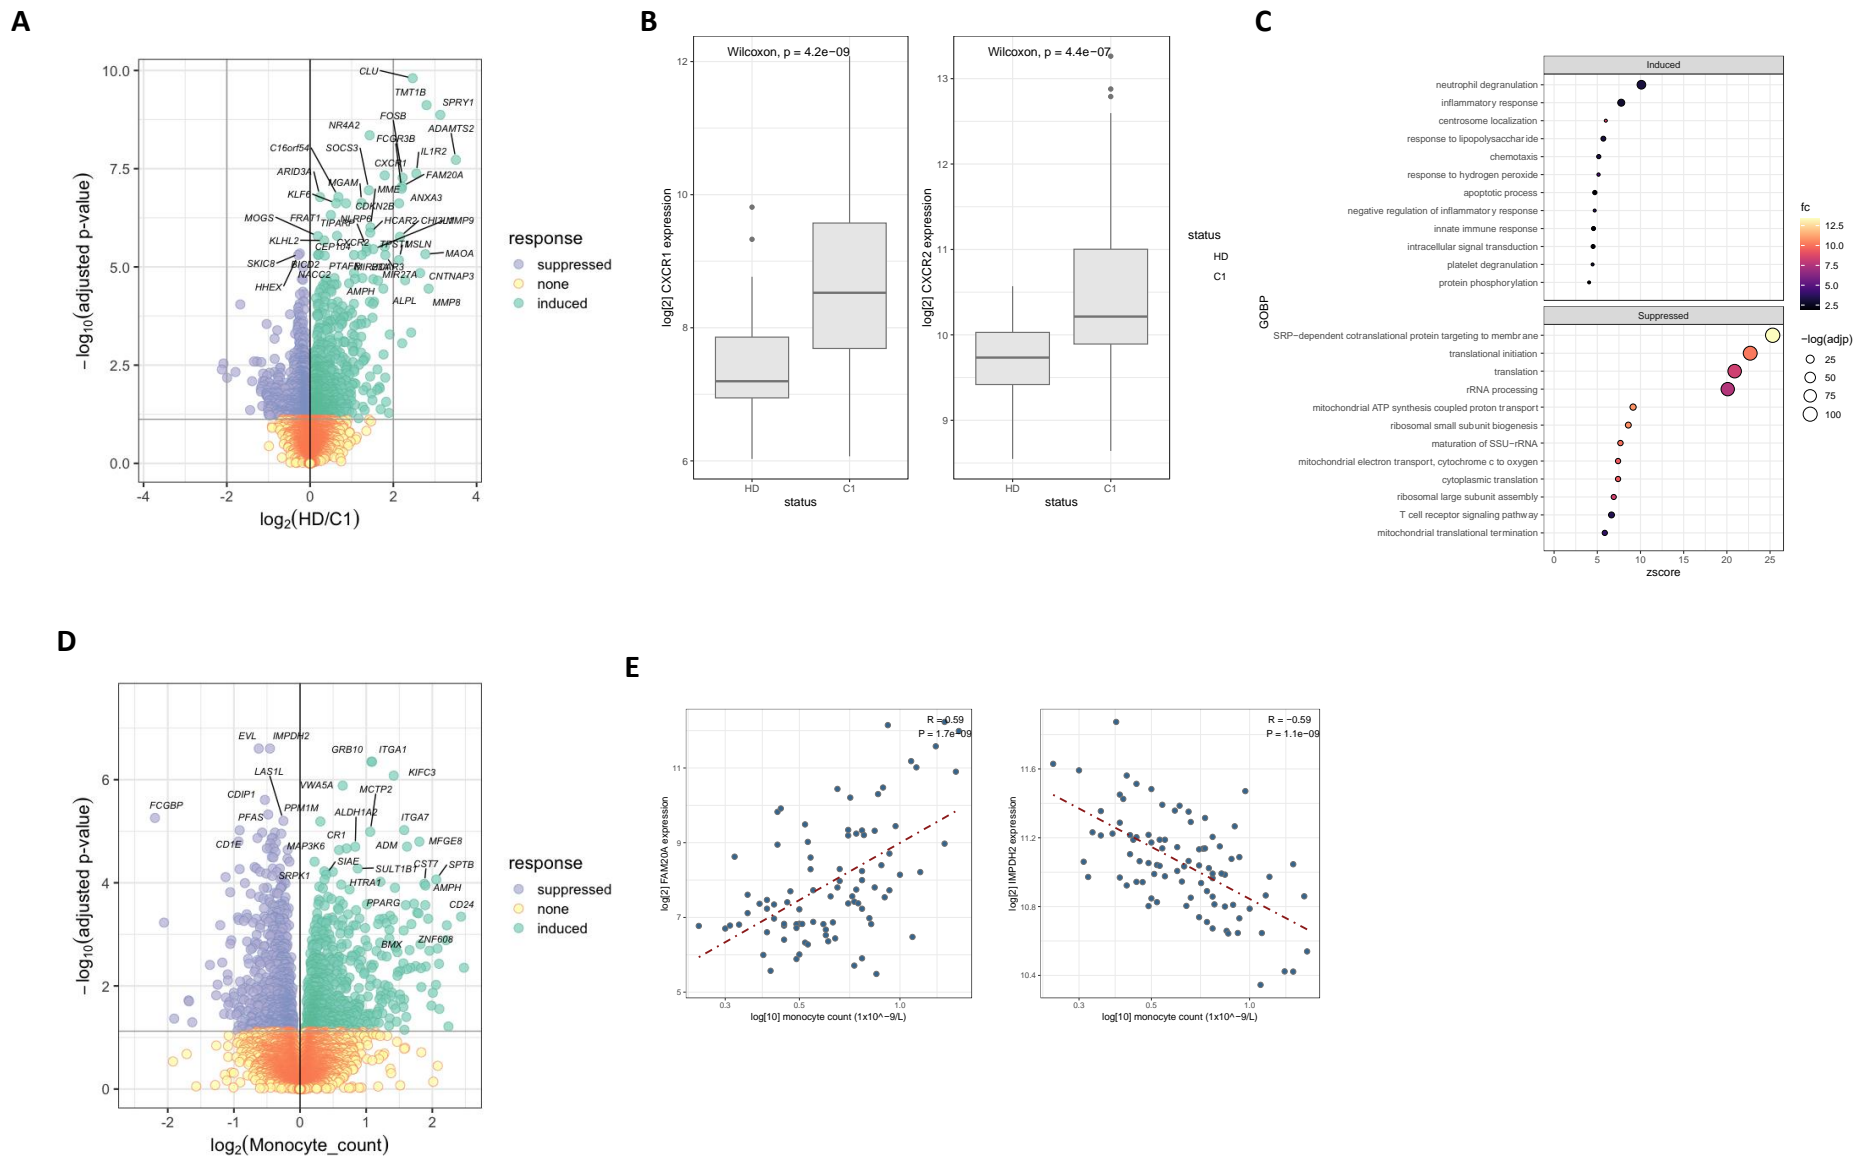 A
10.0
7.5
5.0
2.5
0.0
−log10(adjusted p-value)
CLU
TMT1B
SPRY1
FOSB
NR4A2
FCGR3B
ADAMTS2
C16orf54
SOCS3
IL1R2
CXCR1
ARID3A
MGAM
FAM20A
KLF6
MME
ANXA3
CDKN2B
MOGS
FRAT1
TIPARP
NLRP6
HCAR2
CHI3L1
MMP9
KLHL2
CEP104
CXCR2
TPST1
MSLN
MAOA
SKIC8
BICD2
PTAFR
NACC2
MIR27A
CNTNAP3
HHEX
AMPH
ALPL
MMP8
-4
-2
0
2
4
log2(HD/C1)
response
suppressed
none
induced
B
Wilcoxon, p = 4.2e−09
12
10
8
6
log[2] CXCR1 expression
HD
C1
status
Wilcoxon, p = 4.4e−07
13
12
11
10
9
log[2] CXCR2 expression
HD
C1
status
status
HD
C1
C
Induced
neutrophil degranulation
inflammatory response
centrosome localization
response to lipopolysaccharide
chemotaxis
response to hydrogen peroxide
apoptotic process
negative regulation of inflammatory response
innate immune response
intracellular signal transduction
platelet degranulation
protein phosphorylation
GOBP
Suppressed
SRP−dependent cotranslational protein targeting to membrane
translational initiation
translation
rRNA processing
mitochondrial ATP synthesis coupled proton transport
ribosomal small subunit biogenesis
maturation of SSU−rRNA
mitochondrial electron transport, cytochrome c to oxygen
cytoplasmic translation
ribosomal large subunit assembly
T cell receptor signaling pathway
mitochondrial translational termination
0
5
10
15
20
25
zscore
fc
12.5
10.0
7.5
5.0
2.5
−log(adjp)
25
50
75
100
D
6
4
2
0
−log10(adjusted p-value)
EVL
IMPDH2
GRB10
ITGA1
LAS1L
KIFC3
VWA5A
MCTP2
CDIP1
FCGBP
PPM1M
ALDH1A2
PFAS
ITGA7
CR1
CD1E
MAP3K6
ADM
MFGE8
SIAE
SULT1B1
CST7
SPTB
SRPK1
HTRA1
AMPH
PPARG
CD24
BMX
ZNF608
-2
-1
0
1
2
log2(Monocyte_count)
response
suppressed
none
induced
E
R = 0.59
P = 1.7e−09
11
9
7
5
log[2] FAM20A expression
0.3
0.5
1.0
log[10] monocyte count (1x10^−9/L)
R = −0.59
P = 1.1e−09
11.6
11.2
10.8
10.4
log[2] IMPDH2 expression
0.3
0.5
1.0
log[10] monocyte count (1x10^−9/L)